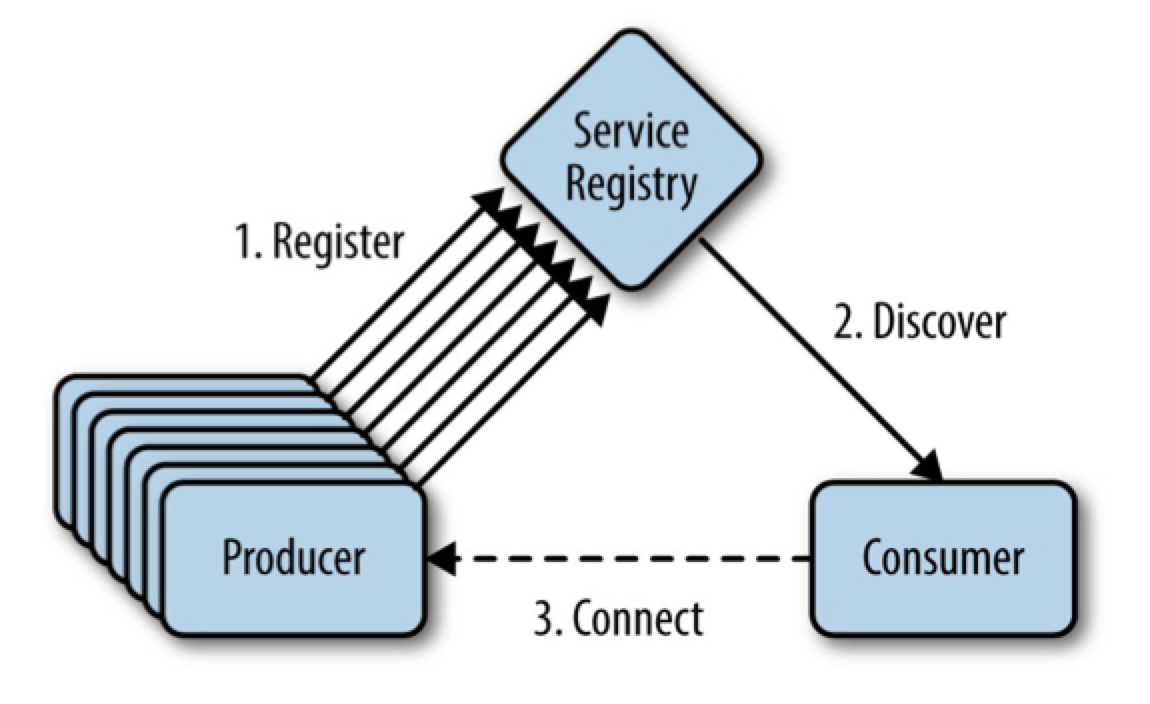 Service
Registry
1. Register
2. Discover
Producer
Consumer
3. Connect